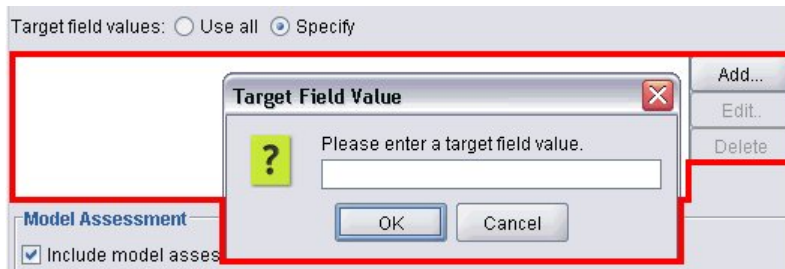 Target field values: Use all Specify
Add...
Target Field Value
Edit..
Please enter a target field value.
Delete
?
OK Cancel
Model Assessment
Include model asses